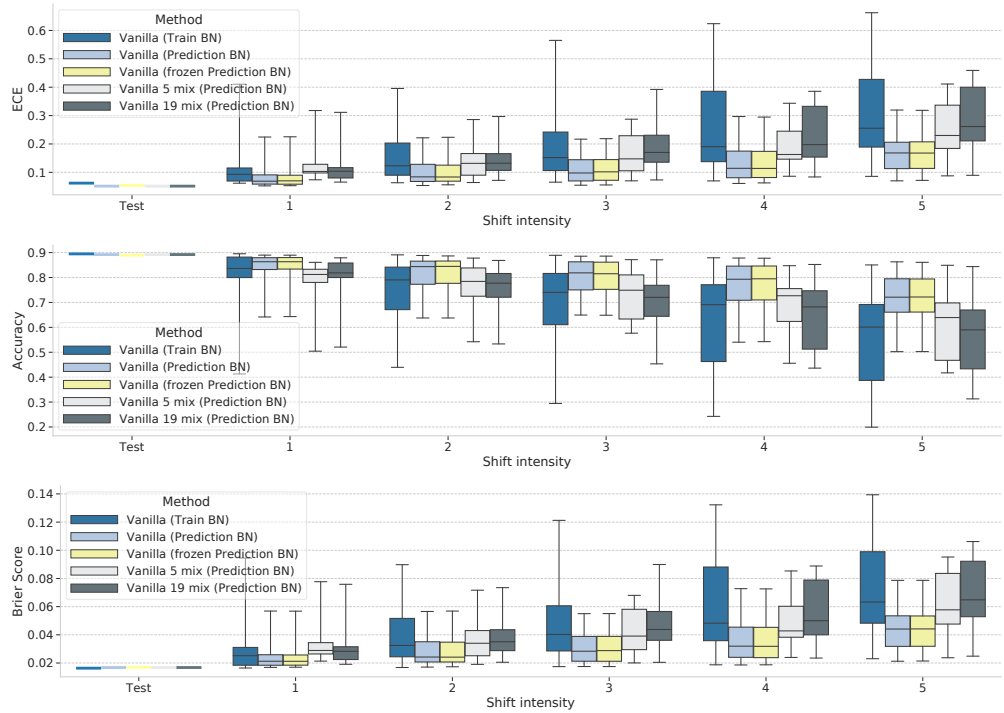 Method
Vanilla (Train BN)
Vanilla (Prediction BN)
Vanilla (frozen Prediction BN)
Vanilla 5 mix (Prediction BN)
Vanilla 19 mix (Prediction BN)
ECE
0.6
0.5
0.4
0.3
0.2
0.1
Test
1
2
3
4
5
Shift intensity
Accuracy
0.9
0.8
0.7
0.6
0.5
0.4
0.3
0.2
Method
Vanilla (Train BN)
Vanilla (Prediction BN)
Vanilla (frozen Prediction BN)
Vanilla 5 mix (Prediction BN)
Vanilla 19 mix (Prediction BN)
Test
1
2
3
4
5
Shift intensity
Brier Score
0.14
0.12
0.10
0.08
0.06
0.04
0.02
Method
Vanilla (Train BN)
Vanilla (Prediction BN)
Vanilla (frozen Prediction BN)
Vanilla 5 mix (Prediction BN)
Vanilla 19 mix (Prediction BN)
Test
1
2
3
4
5
Shift intensity